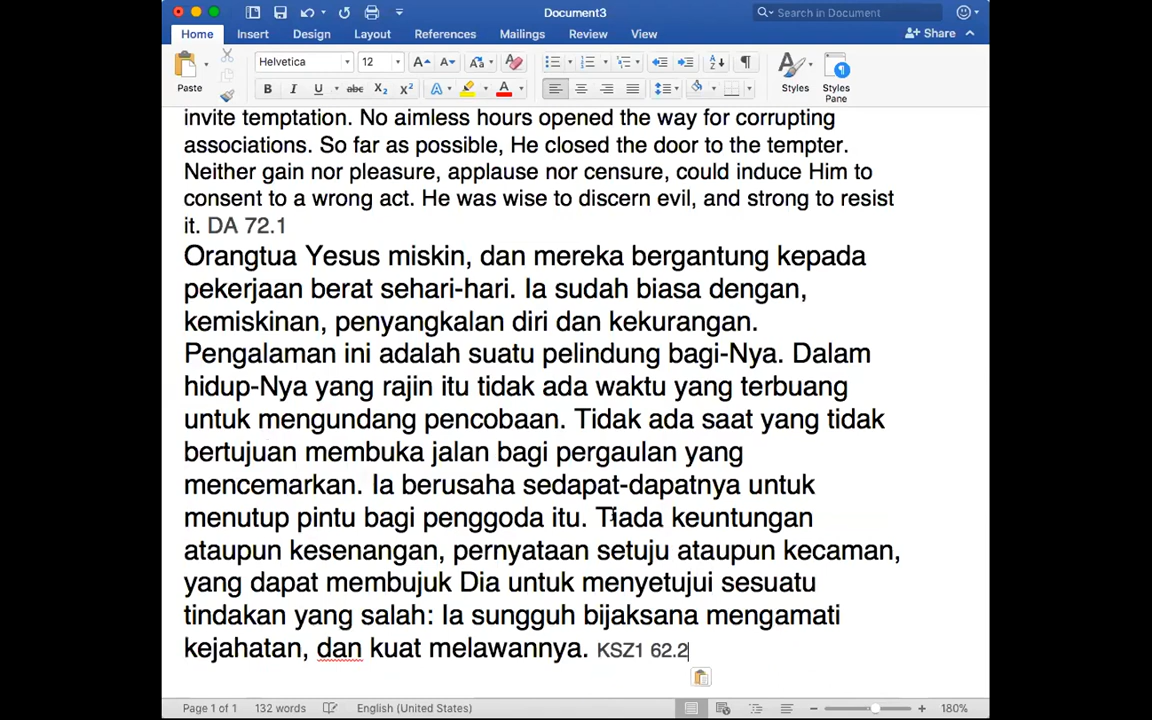 Document3
Search in Document
Home Insert Design Layout References Mailings Review View Share
Paste Helvetica 12 Styles Styles Pane
invite temptation. No aimless hours opened the way for corrupting
associations. So far as possible, He closed the door to the tempter.
Neither gain nor pleasure, applause nor censure, could induce Him to
consent to a wrong act. He was wise to discern evil, and strong to resist
it. DA 72.1
Orangtua Yesus miskin, dan mereka bergantung kepada
pekerjaan berat sehari-hari. Ia sudah biasa dengan,
kemiskinan, penyangkalan diri dan kekurangan.
Pengalaman ini adalah suatu pelindung bagi-Nya. Dalam
hidup-Nya yang rajin itu tidak ada waktu yang terbuang
untuk mengundang pencobaan. Tidak ada saat yang tidak
bertujuan membuka jalan bagi pergaulan yang
mencemarkan. Ia berusaha sedapat-dapatnya untuk
menutup pintu bagi penggoda itu. Tiada keuntungan
ataupun kesenangan, pernyataan setuju ataupun kecaman,
yang dapat membujuk Dia untuk menyetujui sesuatu
tindakan yang salah: Ia sungguh bijaksana mengamati
kejahatan, dan kuat melawannya. KSZ1 62.2
Page 1 of 1 132 words English (United States) 180%